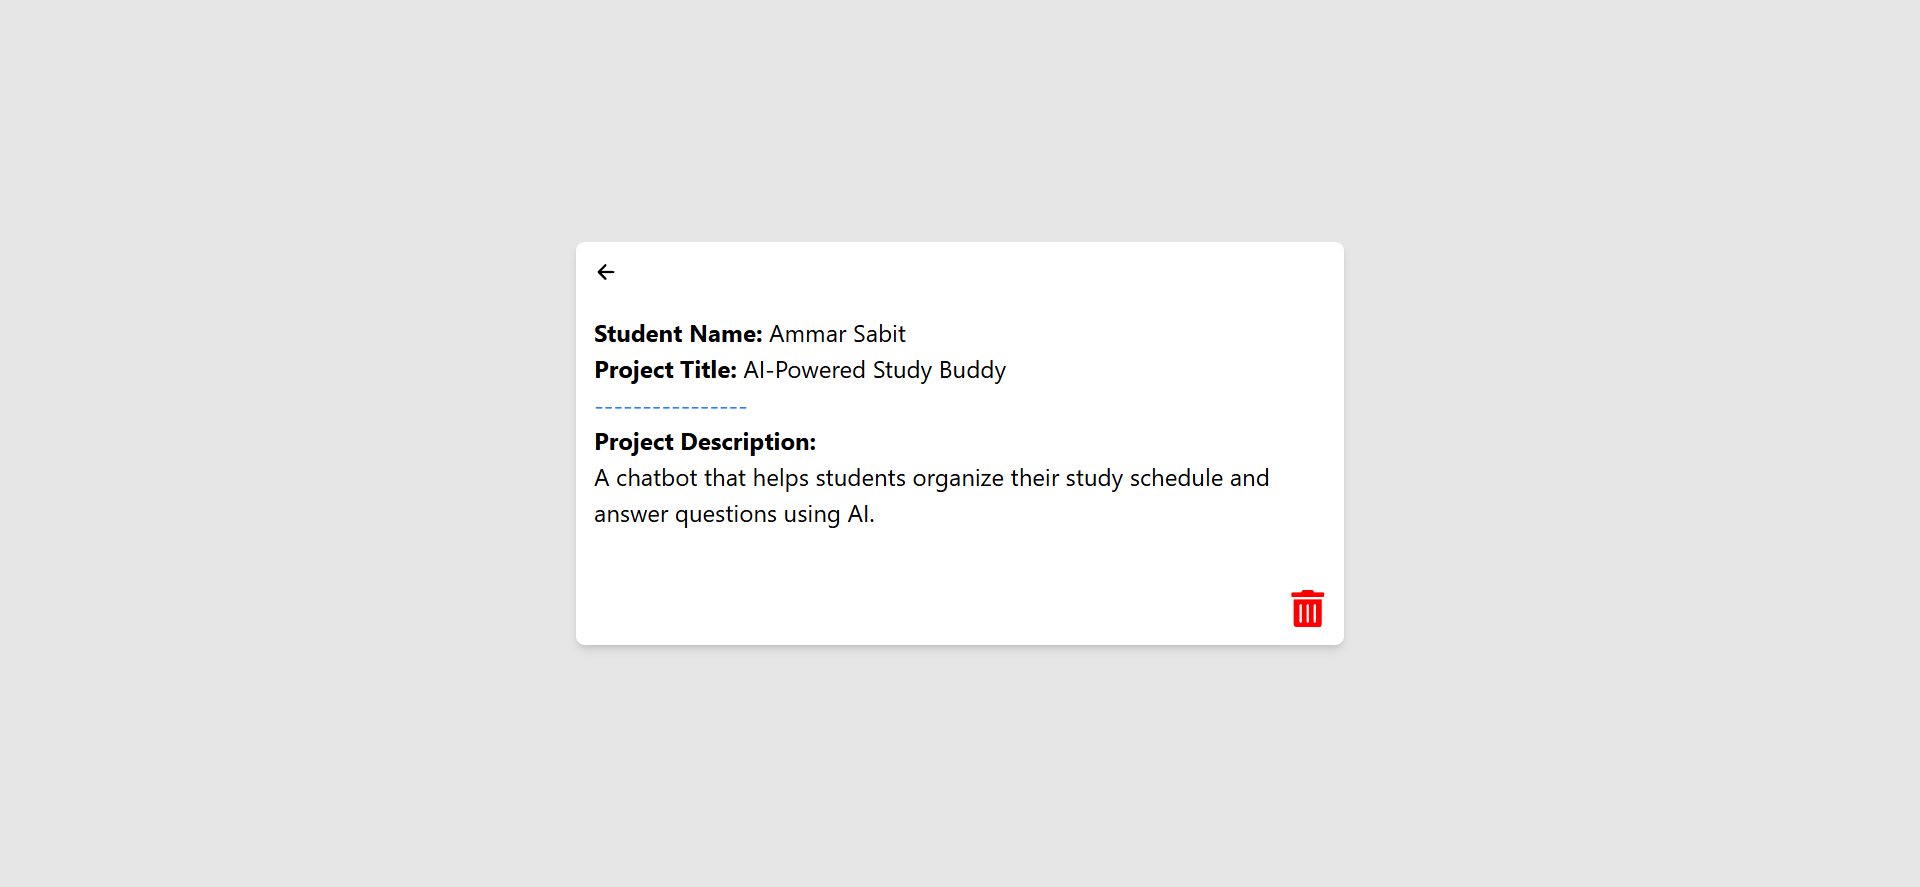 Student Name: Ammar Sabit
Project Title: AI-Powered Study Buddy
----------------
Project Description:
A chatbot that helps students organize their study schedule and
answer questions using AI.